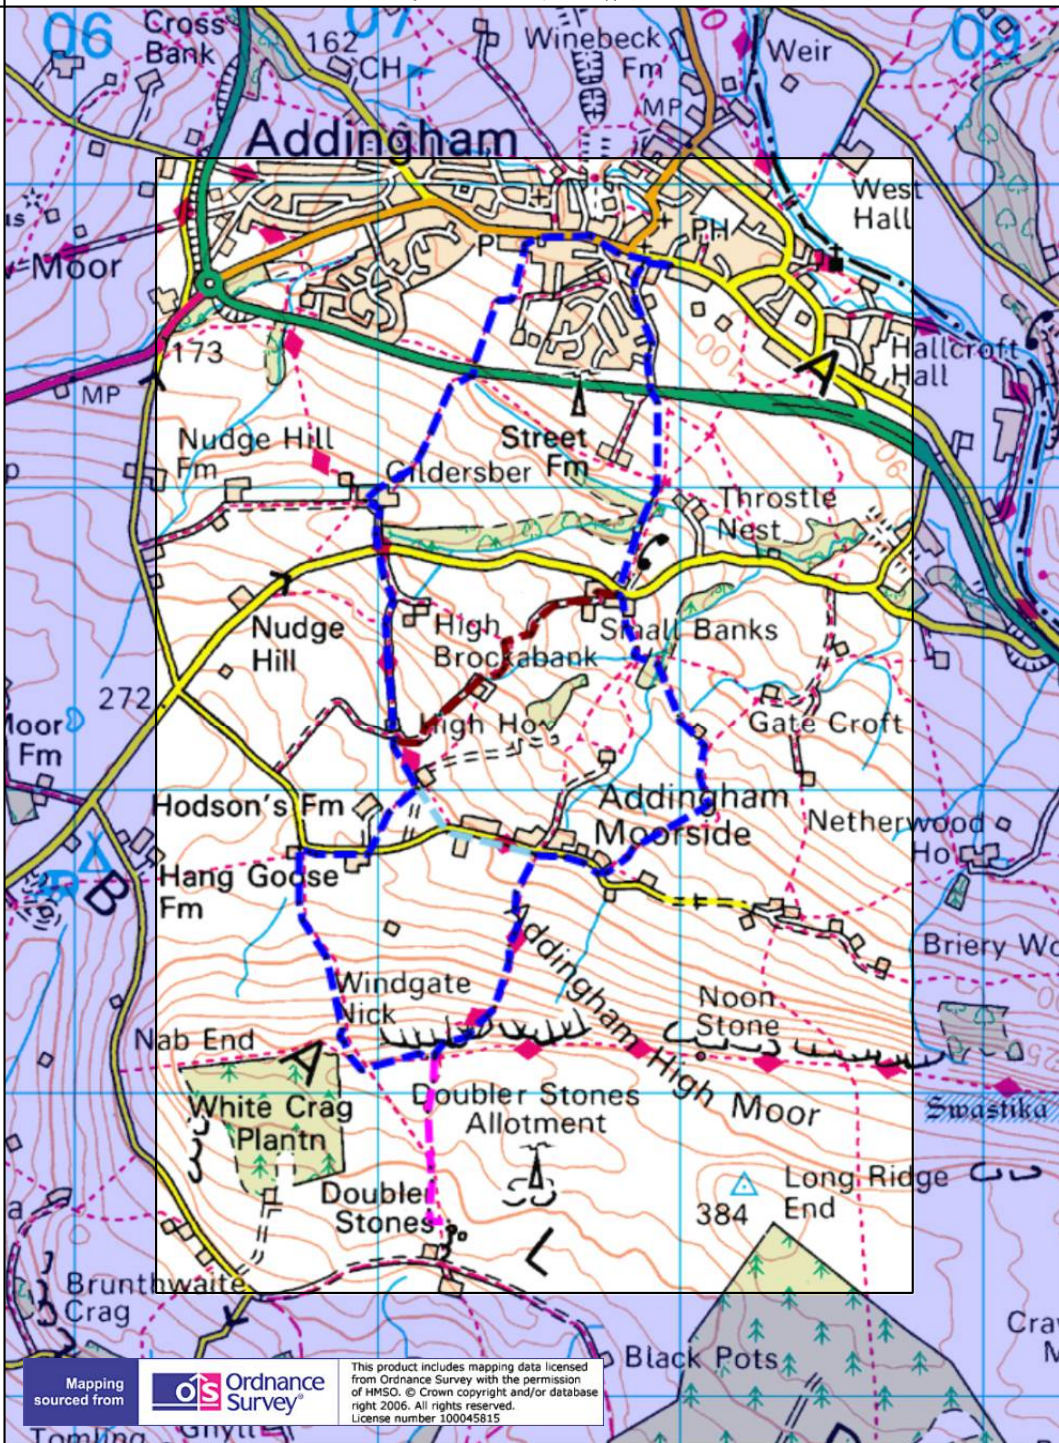 06
Cross
Bank
07
162
CH
Winebeck
Fm
Weir
09
MP
Addingham
West
Hall
P
PH
Moor
173
MP
Hallcroft
Hall
A
Nudge Hill
Fm
Gildersber
Street
Fm
Throstle
Nest
Nudge
Hill
High
Brockabank
Small Banks
272
Moor
Fm
High Ho
Gate Croft
Hodson's Fm
Addingham
Moorside
Netherwood
Ho
Hang Goose
Fm
B
Addingham High Moor
Briery Wo
Windgate
Nick
Noon
Stone
Nab End
A
Doubler Stones
Allotment
Swastika
White Crag
Plantn
Long Ridge
End
384
Doubler
Stones
L
Brunthwaite
Crag
Black Pots
Mapping
sourced from
OS
Ordnance
Survey®
This product includes mapping data licensed
from Ordnance Survey with the permission
of HMSO. © Crown copyright and/or database
right 2006. All rights reserved.
License number 100045815